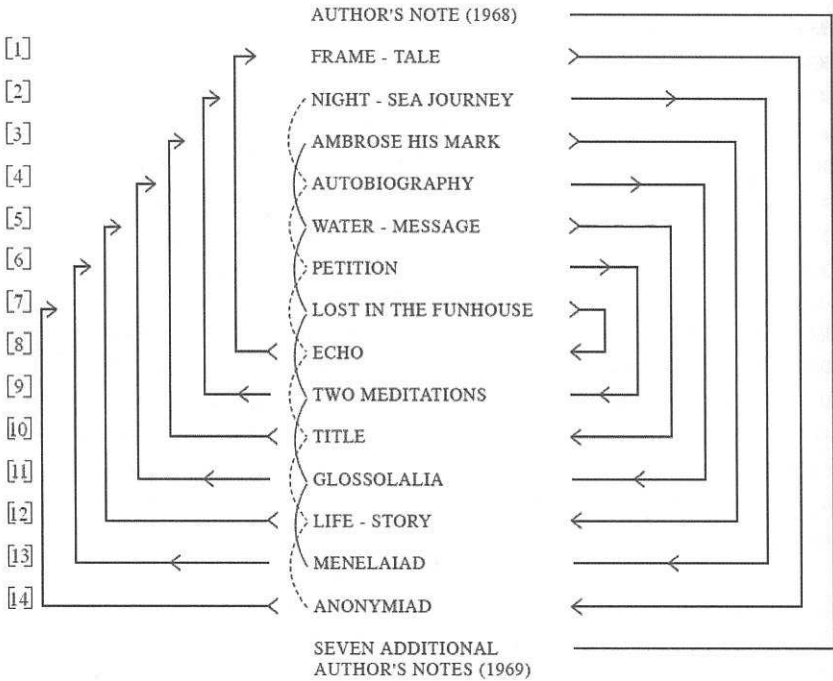 AUTHOR'S NOTE (1968)
[1] FRAME - TALE
[2] NIGHT - SEA JOURNEY
[3] AMBROSE HIS MARK
[4] AUTOBIOGRAPHY
[5] WATER - MESSAGE
[6] PETITION
[7] LOST IN THE FUNHOUSE
[8] ECHO
[9] TWO MEDITATIONS
[10] TITLE
[11] GLOSSOLALIA
[12] LIFE - STORY
[13] MENELAIAD
[14] ANONYMIAD
SEVEN ADDITIONAL
AUTHOR'S NOTES (1969)